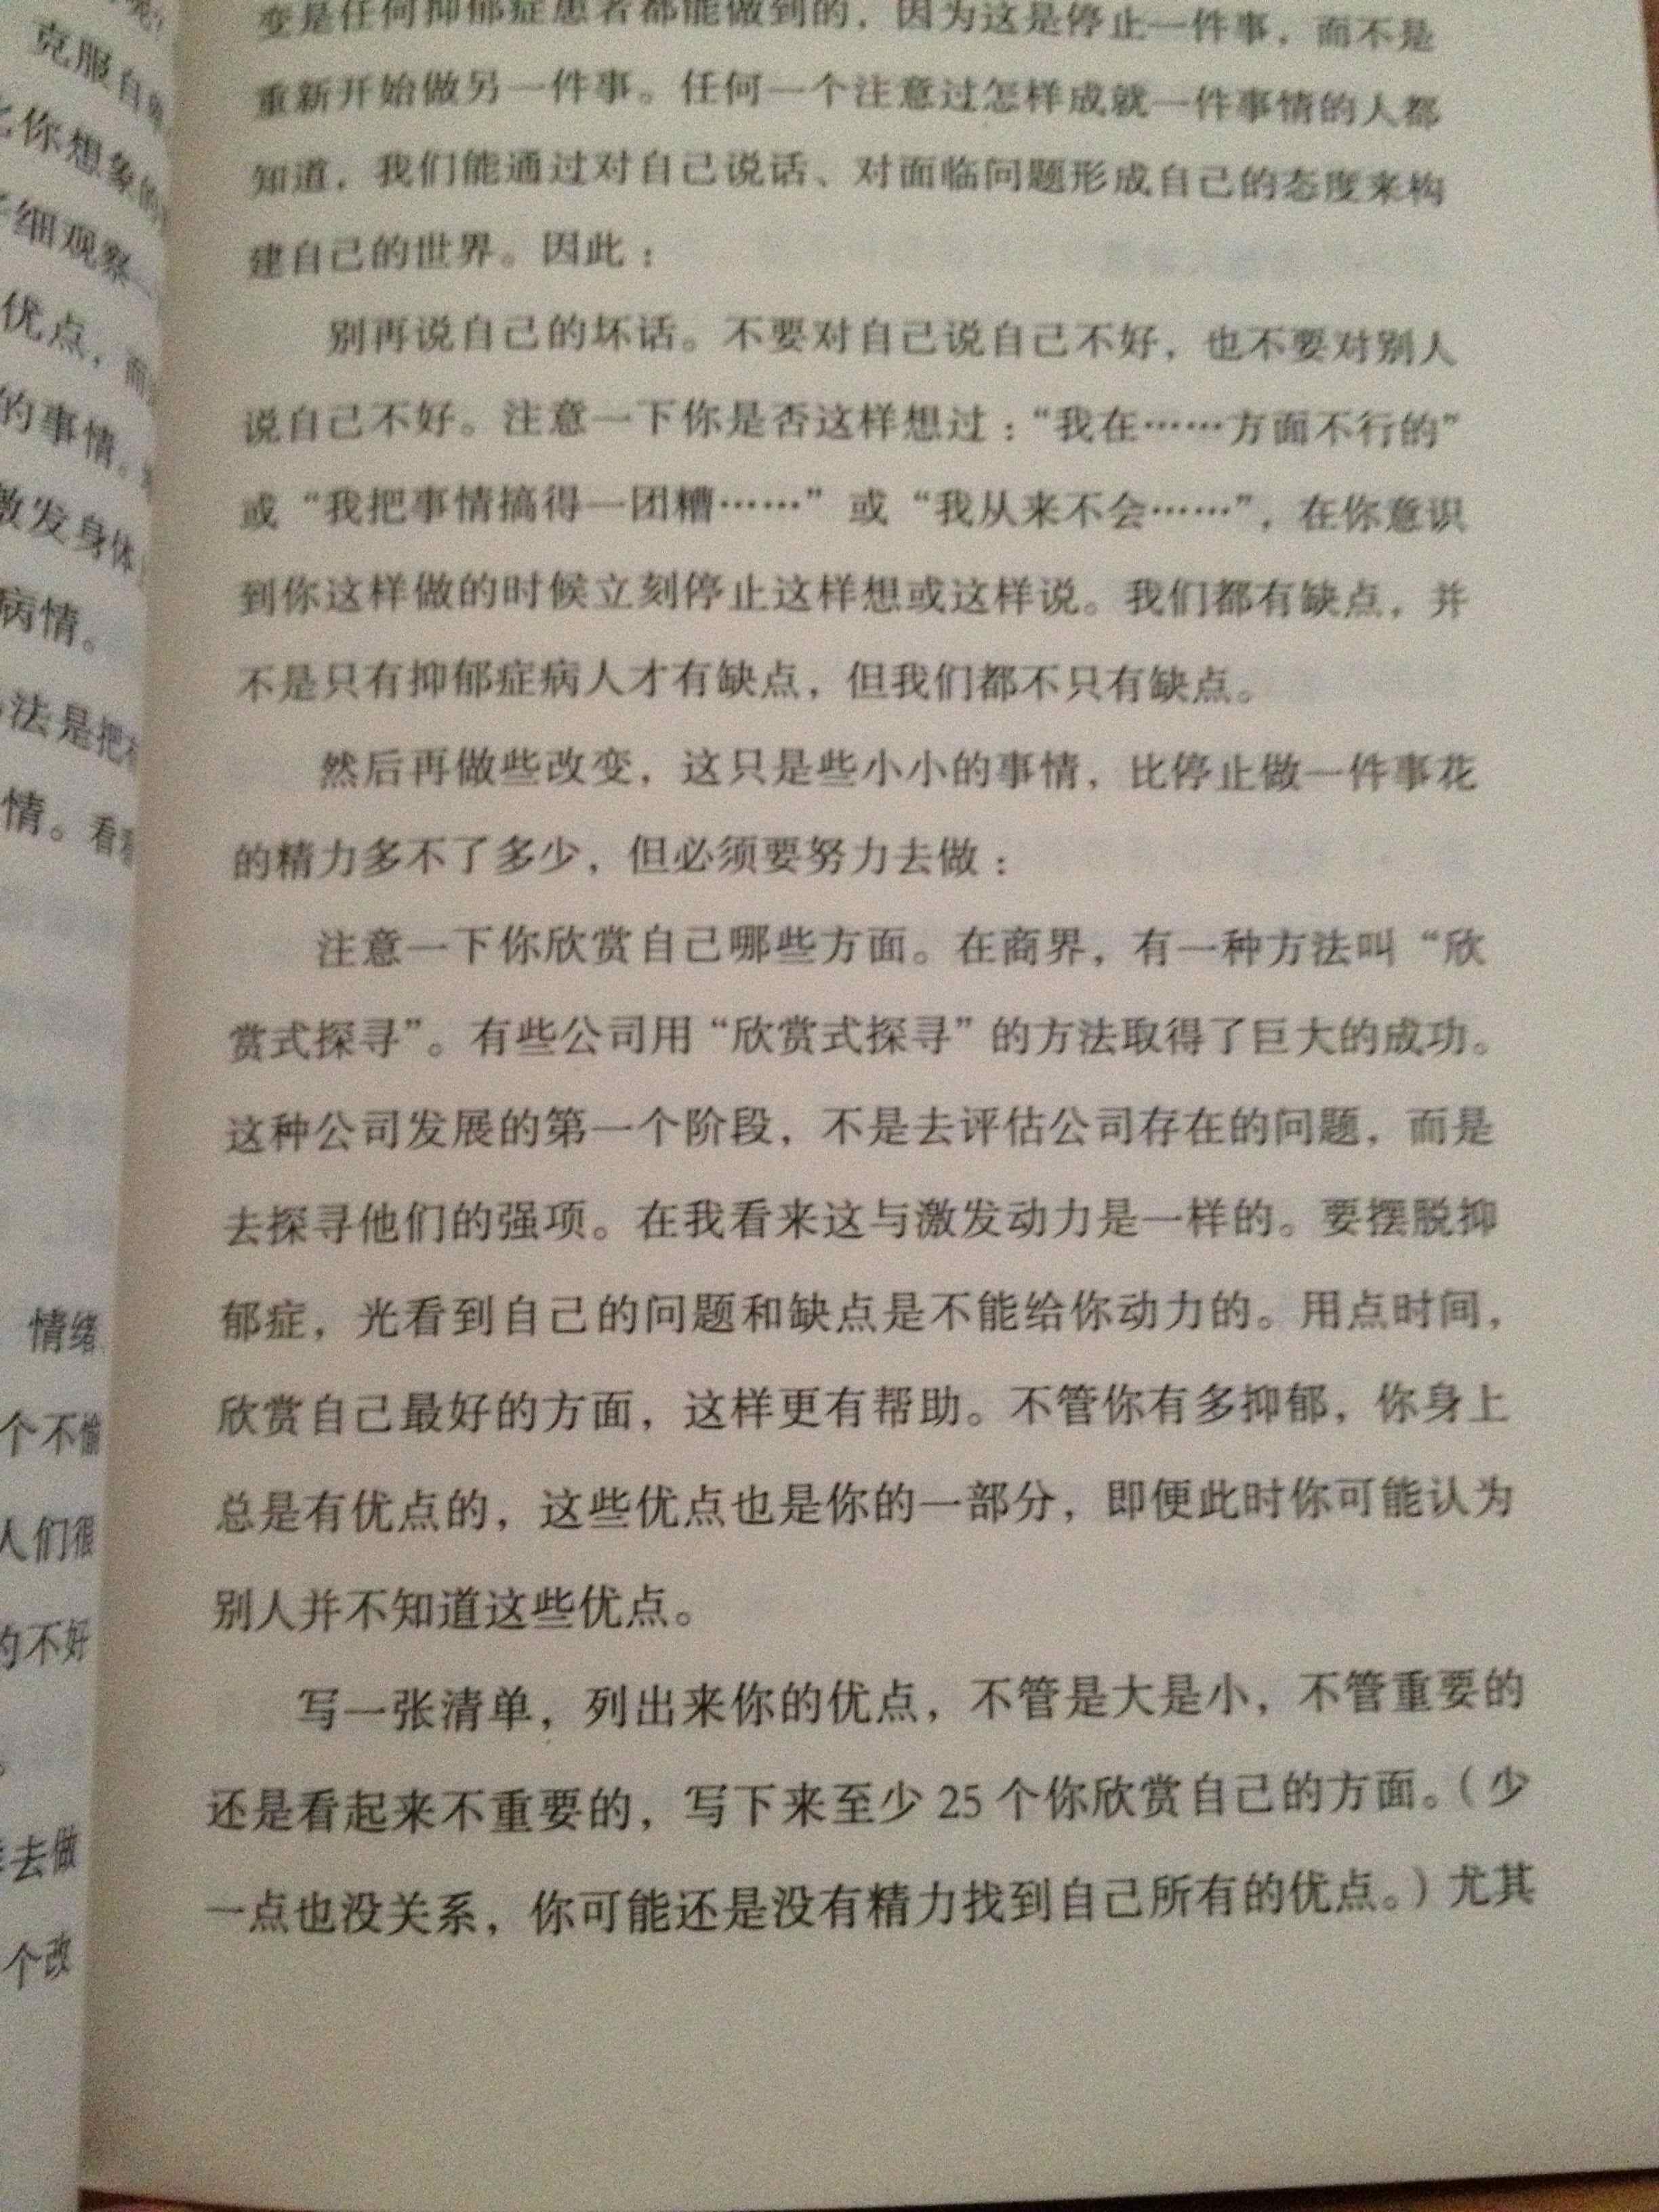 克服自
你想象的
细观察
优点，而
的事情。
发身体
病情。
法是把
情。看看
情绪
个不愉
人们很
的不好
去做
个改
变是任何抑郁症患者都能做到的，因为这是停止一件事，而不是
重新开始做另一件事。任何一个注意过怎样成就一件事情的人都
知道，我们能通过对自己说话、对面临问题形成自己的态度来构
建自己的世界。因此：
别再说自己的坏话。不要对自己说自己不好，也不要对别人
说自己不好。注意一下你是否这样想过：“我在……方面不行的”
或“我把事情搞得一团糟……”或“我从来不会……”，在你意识
到你这样做的时候立刻停止这样想或这样说。我们都有缺点，并
不是只有抑郁症病人才有缺点，但我们都不只有缺点。
然后再做些改变，这只是些小小的事情，比停止做一件事花
的精力多不了多少，但必须要努力去做：
注意一下你欣赏自己哪些方面。在商界，有一种方法叫“欣
赏式探寻”。有些公司用“欣赏式探寻”的方法取得了巨大的成功。
这种公司发展的第一个阶段，不是去评估公司存在的问题，而是
去探寻他们的强项。在我看来这与激发动力是一样的。要摆脱抑
郁症，光看到自己的问题和缺点是不能给你动力的。用点时间，
欣赏自己最好的方面，这样更有帮助。不管你有多抑郁，你身上
总是有优点的，这些优点也是你的一部分，即便此时你可能认为
别人并不知道这些优点。
写一张清单，列出来你的优点，不管是大是小，不管重要的
还是看起来不重要的，写下来至少 25 个你欣赏自己的方面。（少
一点也没关系，你可能还是没有精力找到自己所有的优点。）尤其